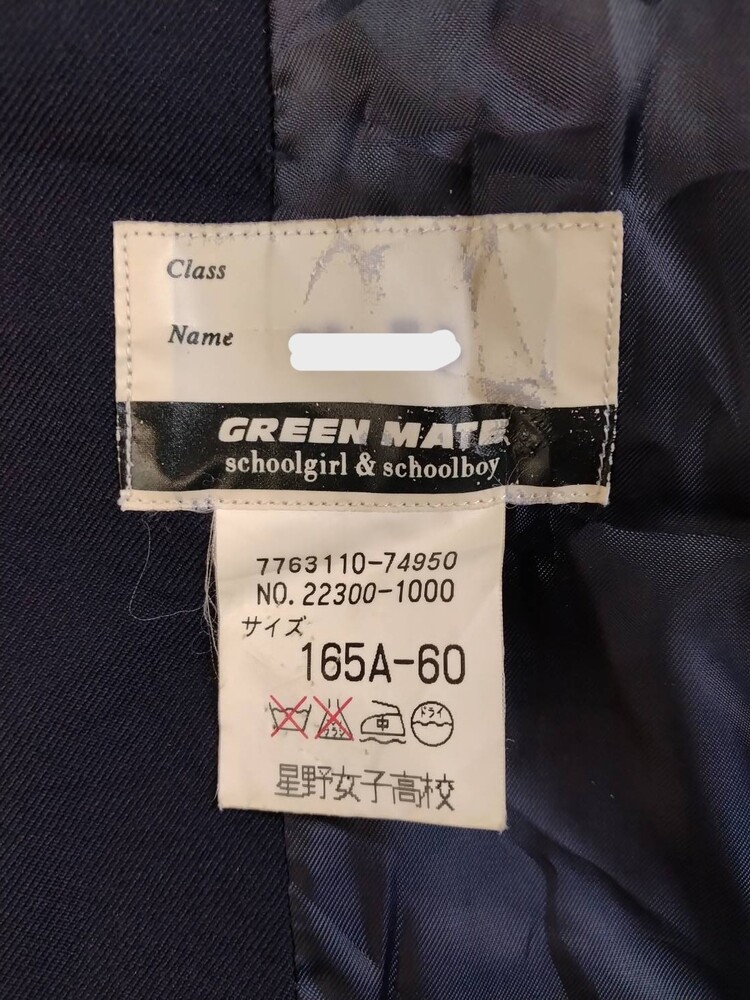 Class
Name
GREEN MATE
schoolgirl & schoolboy
7763110-74950
NO. 22300-1000
サイズ
165A-60
中 ドライ
星野女子高校